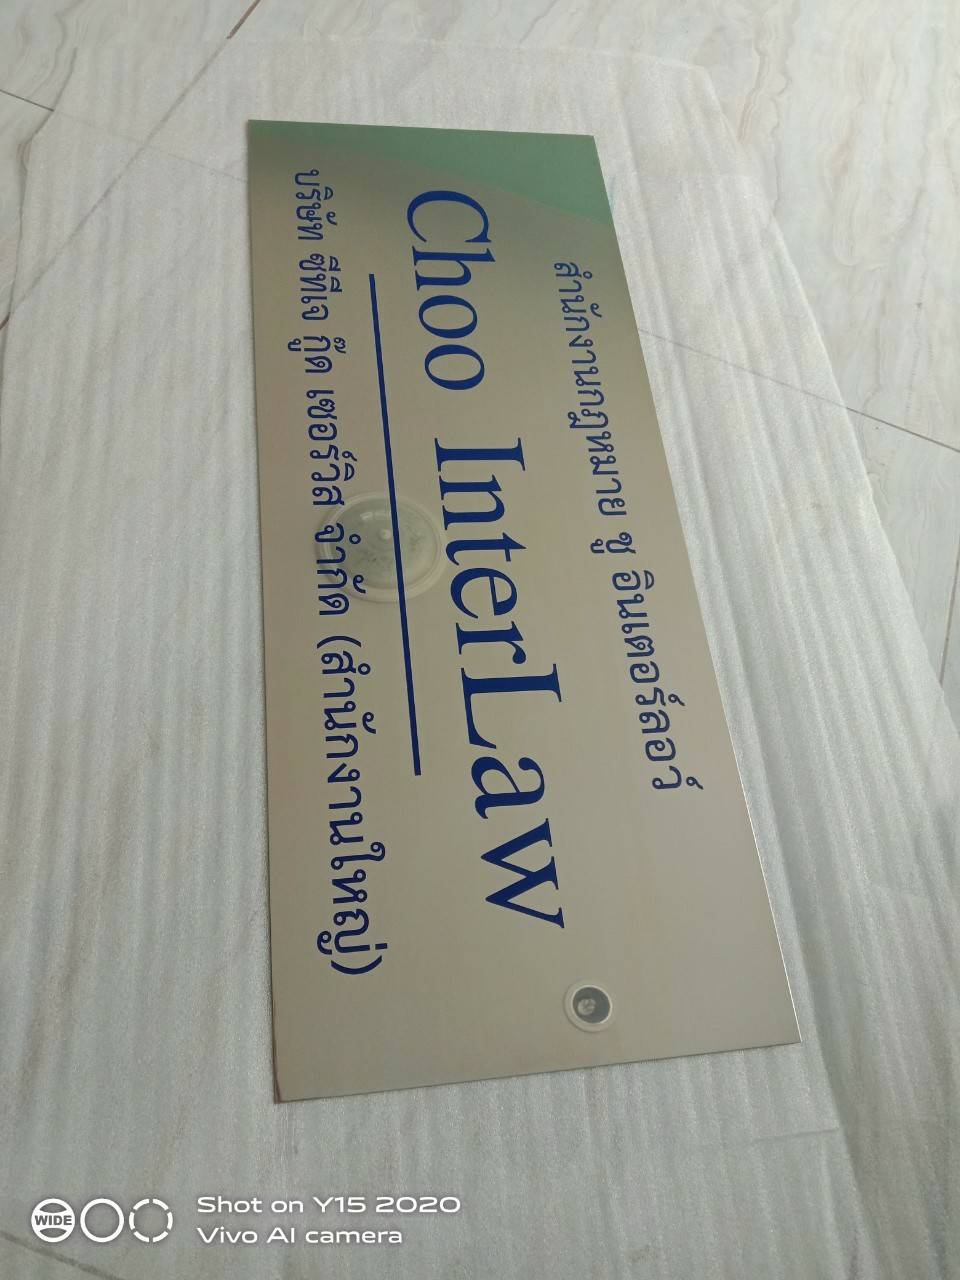 สำนักงานกฎหมาย ชู อินเตอร์ลอว์
Choo InterLaw
บริษัท ซีทีเจ กู๊ด เซอร์วิส จำกัด (สำนักงานใหญ่)
WIDE
Shot on Y15 2020
Vivo AI camera